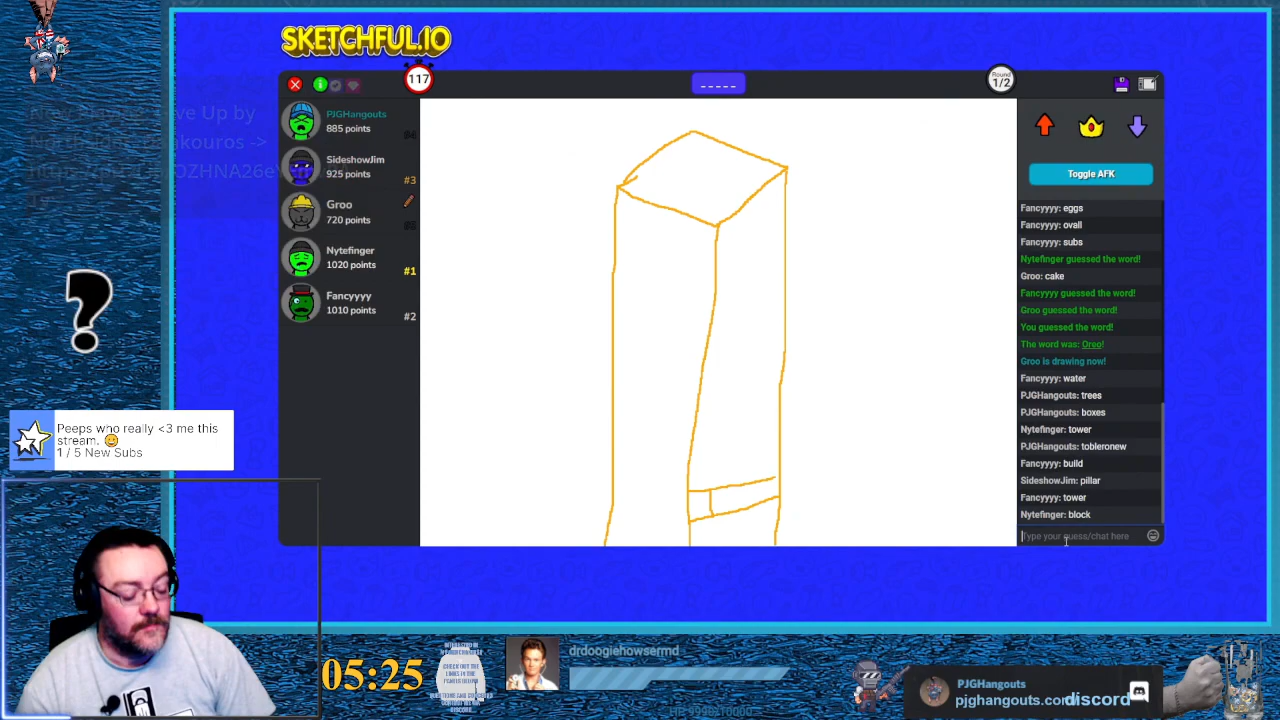 SKETCHFUL.IO
117
_ _ _ _ _
Round
1/2
PJGHangouts
885 points
SideshowJim
925 points
#3
Groo
720 points
Nytefinger
1020 points
#1
Fancyyyy
1010 points
#2
Toggle AFK
Fancyyyy: eggs
Fancyyyy: ovall
Fancyyyy: subs
Nytefinger guessed the word!
Groo: cake
Fancyyyy guessed the word!
Groo guessed the word!
You guessed the word!
The word was: Oreo!
Groo is drawing now!
Fancyyyy: water
PJGHangouts: trees
PJGHangouts: boxes
Nytefinger: tower
PJGHangouts: tobleronew
Fancyyyy: build
SideshowJim: pillar
Fancyyyy: tower
Nytefinger: block
Type your guess/chat here
?
Peeps who really <3 me this
stream.
1 / 5 New Subs
05:25
drdoogiehowsermd
PJGHangouts
pjghangouts.com
discord